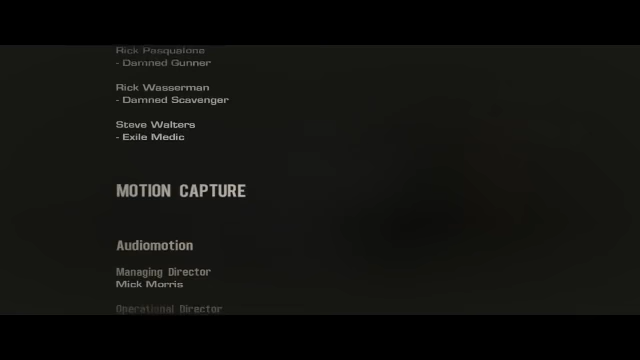 Rick Pasqualone
- Damned Gunner
Rick Wasserman
- Damned Scavenger
Steve Walters
- Exile Medic
MOTION CAPTURE
Audiomotion
Managing Director
Mick Morris
Operational Director